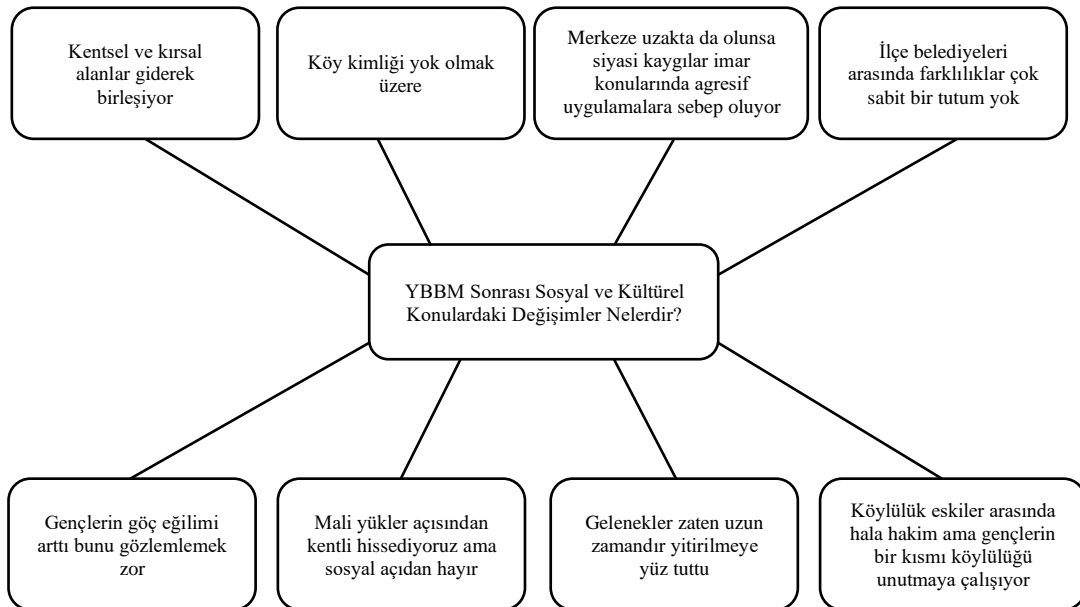 Kentsel ve kırsal
alanlar giderek
birleşiyor
Köy kimliği yok olmak
üzere
Merkeze uzakta da olunsa
siyasi kaygılar imar
konularında agresif
uygulamalara sebep oluyor
İlçe belediyeleri
arasında farklılıklar çok
sabit bir tutum yok
YBBM Sonrası Sosyal ve Kültürel
Konulardaki Değişimler Nelerdir?
Gençlerin göç eğilimi
arttı bunu gözlemlemek
zor
Mali yükler açısından
kentli hissediyoruz ama
sosyal açıdan hayır
Gelenekler zaten uzun
zamandır yitirilmeye
yüz tuttu
Köylülük eskiler arasında
hala hakim ama gençlerin
bir kısmı köylülüğü
unutmaya çalışıyor